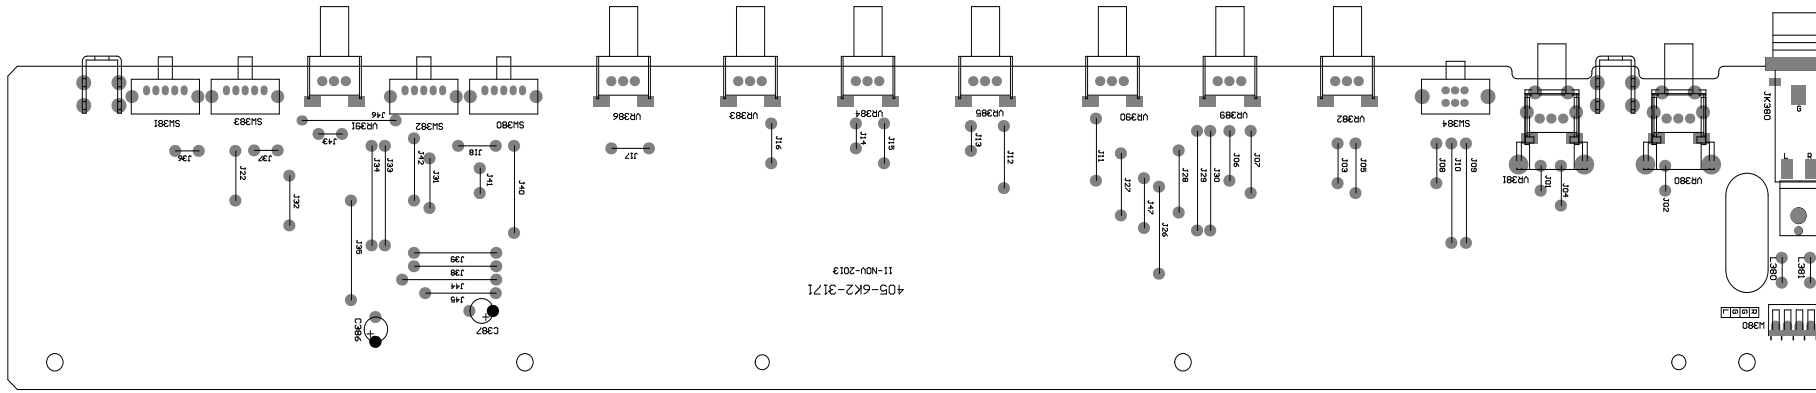 SW381
SW383
VR391
SW382
SW380
VR386
VR383
VR384
VR385
VR390
VR389
VR382
SW384
VR381
VR380
JK380
G
L
R
J46
J43
J36
J37
J22
J32
J34
J33
J42
J31
J18
J41
J40
J17
J16
J14
J15
J13
J12
J11
J27
J47
J26
J28
J29
J30
J06
J07
J03
J05
J08
J10
J09
J01
J04
J02
J35
J39
J38
J44
J45
C386
+
C387
+
11-NOV-2013
405-6K2-3171
L380
L381
L G G R
W380